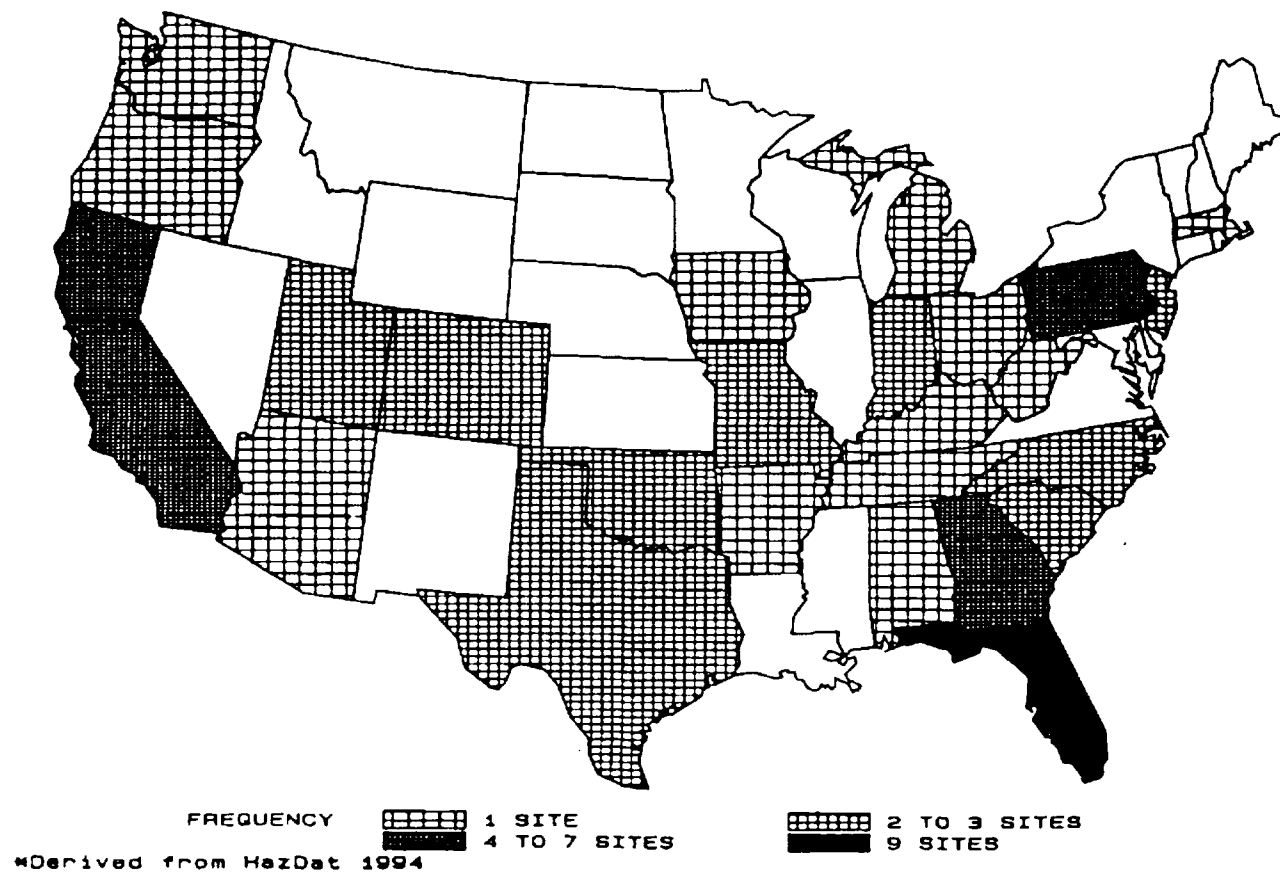 FREQUENCY 1 SITE 2 TO 3 SITES
4 TO 7 SITES 9 SITES
*Derived from HazDat 1994